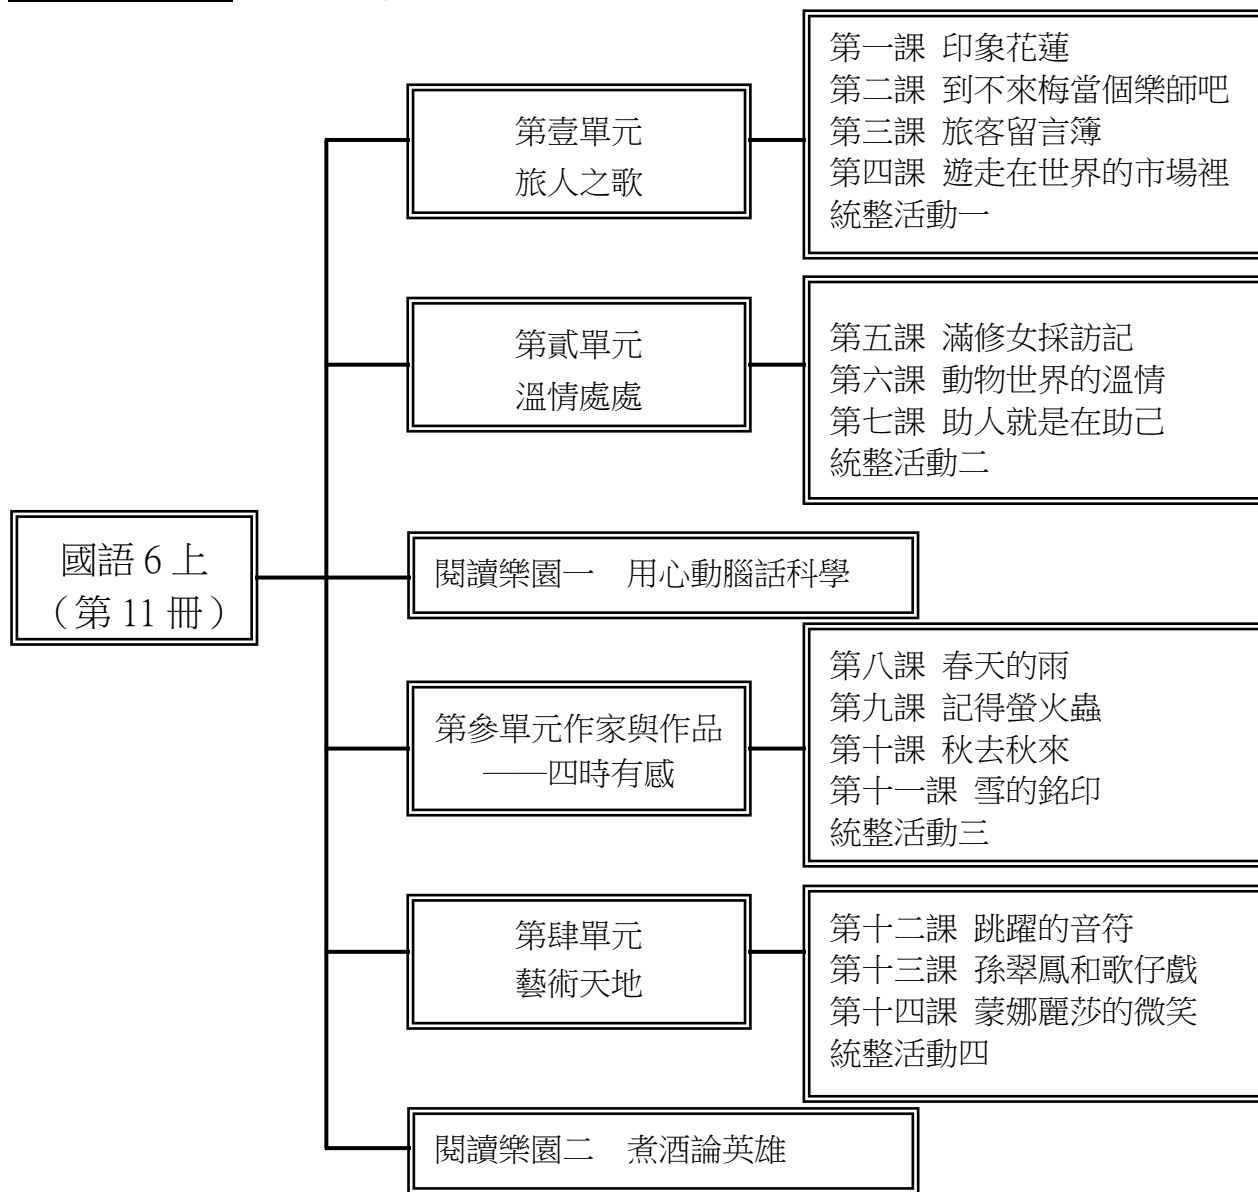 國語 6 上
（第 11 冊）
第壹單元
旅人之歌
第一課 印象花蓮
第二課 到不來梅當個樂師吧
第三課 旅客留言簿
第四課 遊走在世界的市場裡
統整活動一
第貳單元
溫情處處
第五課 滿修女採訪記
第六課 動物世界的溫情
第七課 助人就是在助己
統整活動二
閱讀樂園一 用心動腦話科學
第參單元作家與作品
——四時有感
第八課 春天的雨
第九課 記得螢火蟲
第十課 秋去秋來
第十一課 雪的銘印
統整活動三
第肆單元
藝術天地
第十二課 跳躍的音符
第十三課 孫翠鳳和歌仔戲
第十四課 蒙娜麗莎的微笑
統整活動四
閱讀樂園二 煮酒論英雄